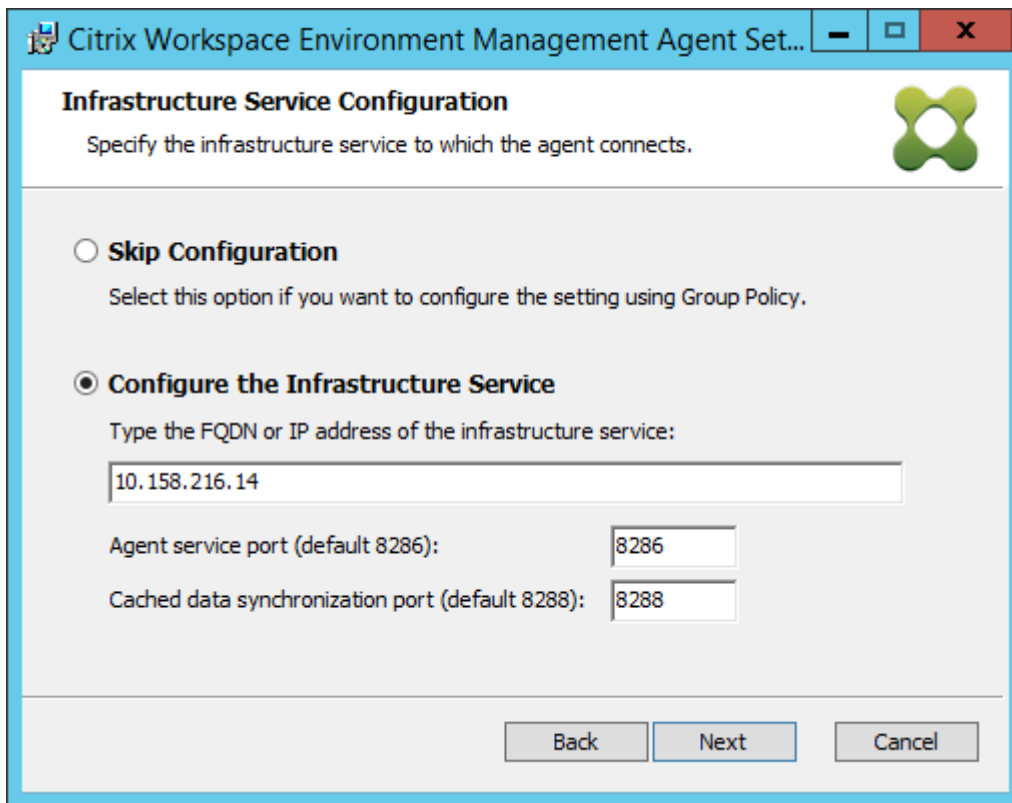 Citrix Workspace Environment Management Agent Set...
Infrastructure Service Configuration
Specify the infrastructure service to which the agent connects.
Skip Configuration
Select this option if you want to configure the setting using Group Policy.
Configure the Infrastructure Service
Type the FQDN or IP address of the infrastructure service:
10.158.216.14
Agent service port (default 8286): 8286
Cached data synchronization port (default 8288): 8288
Back Next Cancel